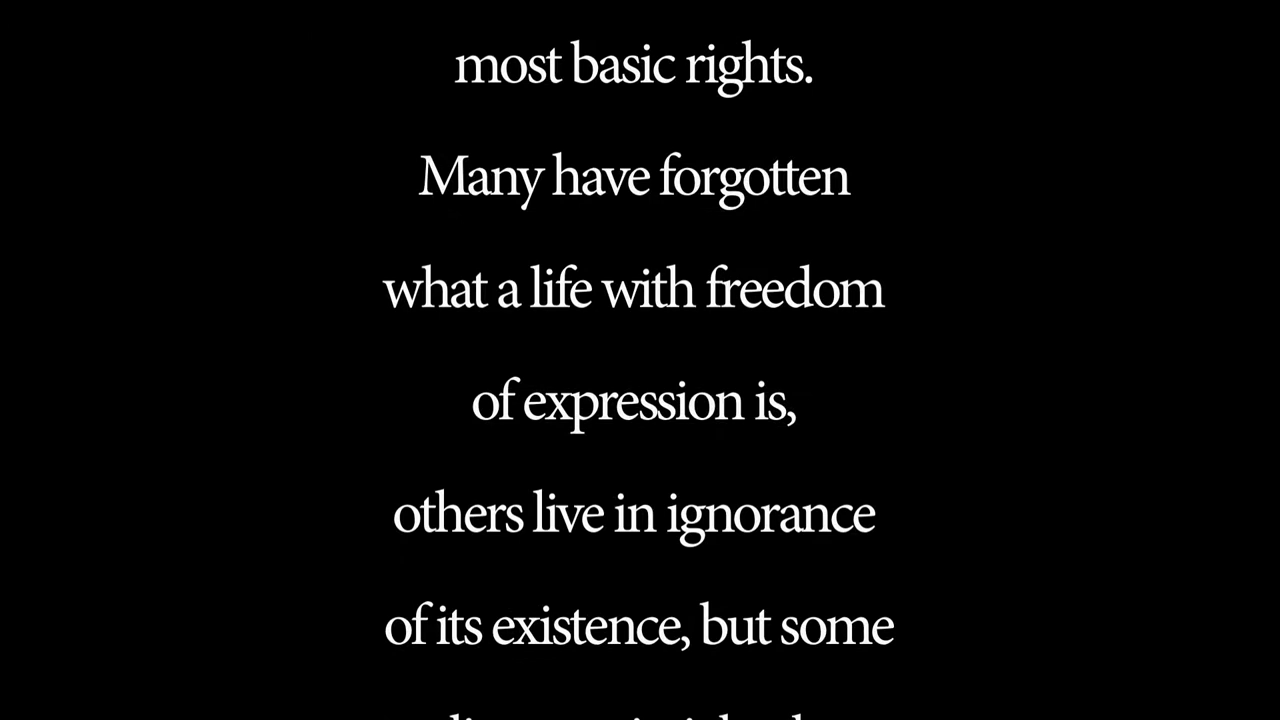 most basic rights.
Many have forgotten
what a life with freedom
of expression is,
others live in ignorance
of its existence, but some